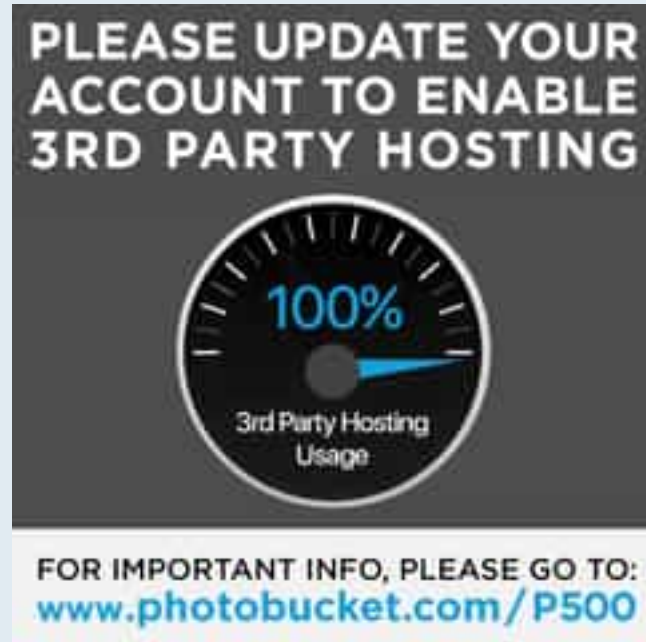 PLEASE UPDATE YOUR
ACCOUNT TO ENABLE
3RD PARTY HOSTING
100%
3rd Party Hosting
Usage
FOR IMPORTANT INFO, PLEASE GO TO:
www.photobucket.com/P500